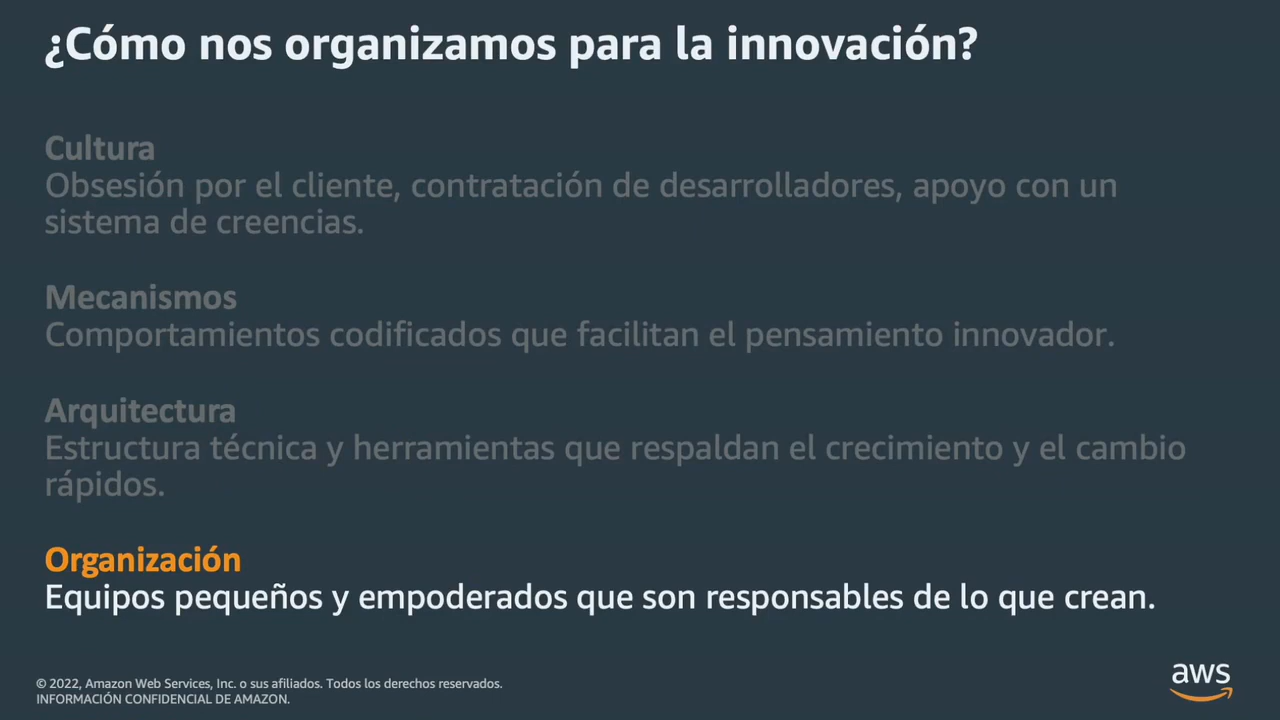 ¿Cómo nos organizamos para la innovación?
Cultura
Obsesión por el cliente, contratación de desarrolladores, apoyo con un
sistema de creencias.
Mecanismos
Comportamientos codificados que facilitan el pensamiento innovador.
Arquitectura
Estructura técnica y herramientas que respaldan el crecimiento y el cambio
rápidos.
Organización
Equipos pequeños y empoderados que son responsables de lo que crean.
© 2022, Amazon Web Services, Inc. o sus afiliados. Todos los derechos reservados.
INFORMACIÓN CONFIDENCIAL DE AMAZON.
aws